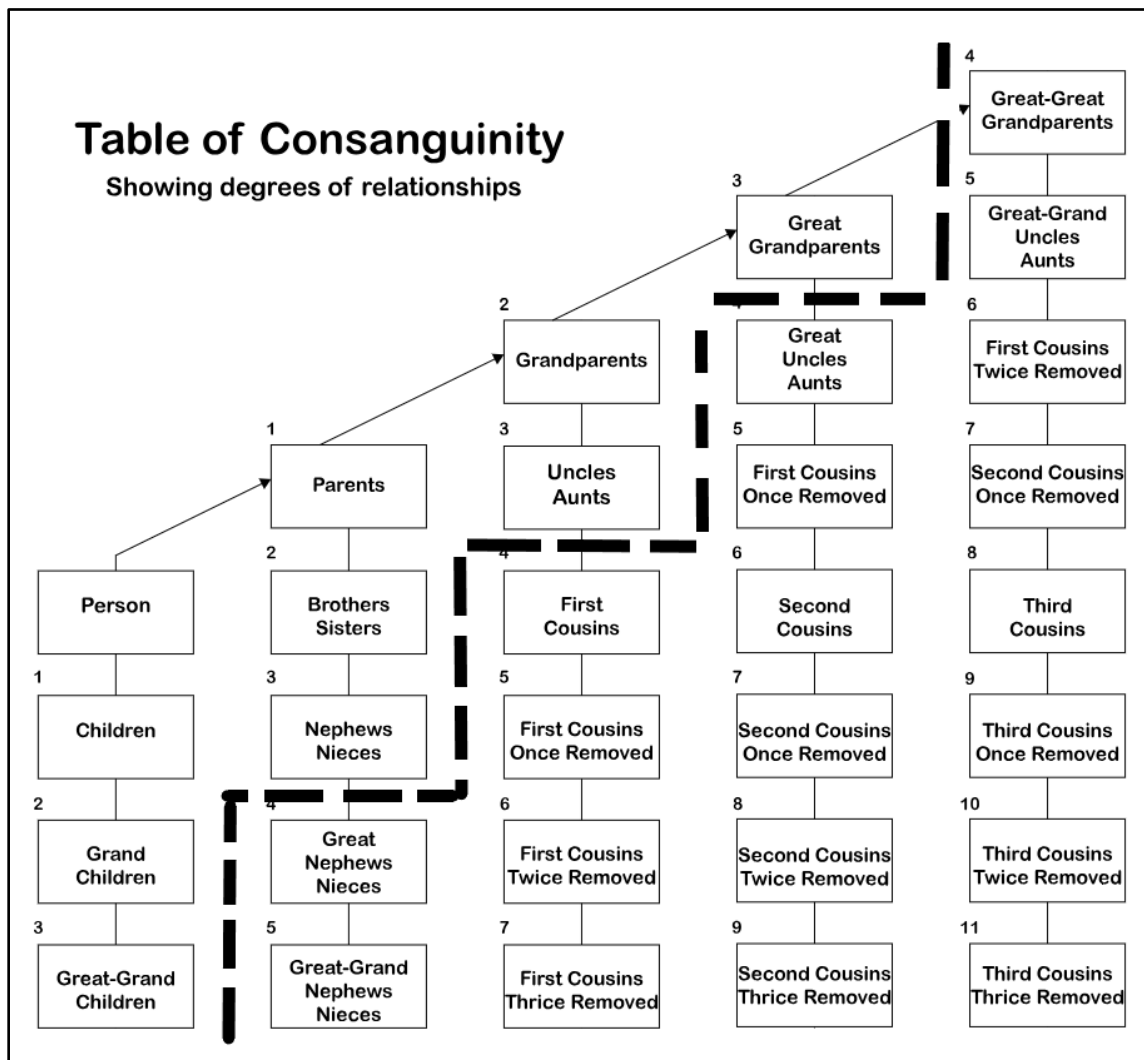 Table of Consanguinity
Showing degrees of relationships
4
Great-Great
Grandparents
3
Great
Grandparents
5
Great-Grand
Uncles
Aunts
2
Grandparents
4
Great
Uncles
Aunts
6
First Cousins
Twice Removed
1
Parents
3
Uncles
Aunts
5
First Cousins
Once Removed
7
Second Cousins
Once Removed
Person
2
Brothers
Sisters
4
First
Cousins
6
Second
Cousins
8
Third
Cousins
1
Children
3
Nephews
Nieces
5
First Cousins
Once Removed
7
Second Cousins
Once Removed
9
Third Cousins
Once Removed
2
Grand
Children
4
Great
Nephews
Nieces
6
First Cousins
Twice Removed
8
Second Cousins
Twice Removed
10
Third Cousins
Twice Removed
3
Great-Grand
Children
5
Great-Grand
Nephews
Nieces
7
First Cousins
Thrice Removed
9
Second Cousins
Thrice Removed
11
Third Cousins
Thrice Removed